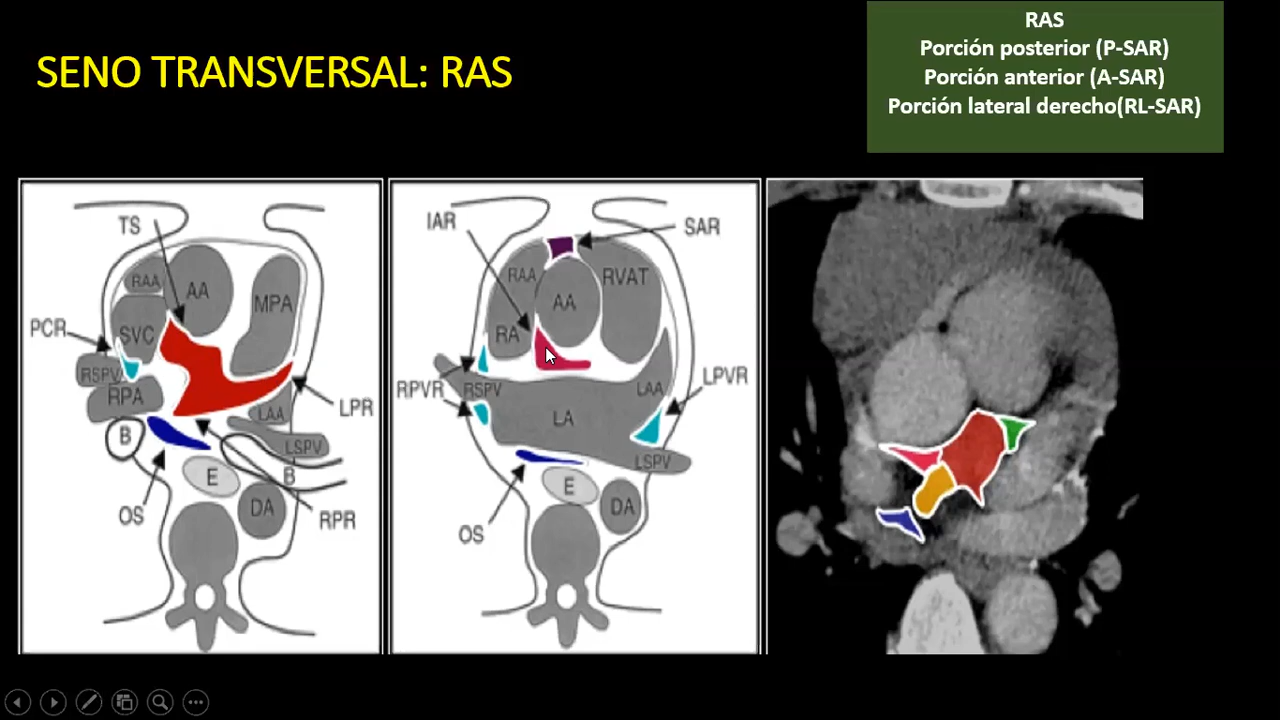 SENO TRANSVERSAL: RAS
RAS
Porción posterior (P-SAR)
Porción anterior (A-SAR)
Porción lateral derecho(RL-SAR)
TS
RAA
AA
MPA
PCR
SVC
RSPV
RPA
LPR
LAA
B
LSPV
E
B
DA
OS
RPR
IAR
SAR
RAA
RVAT
AA
RA
RPVR
RSPV
LAA
LPVR
LA
LSPV
E
DA
OS